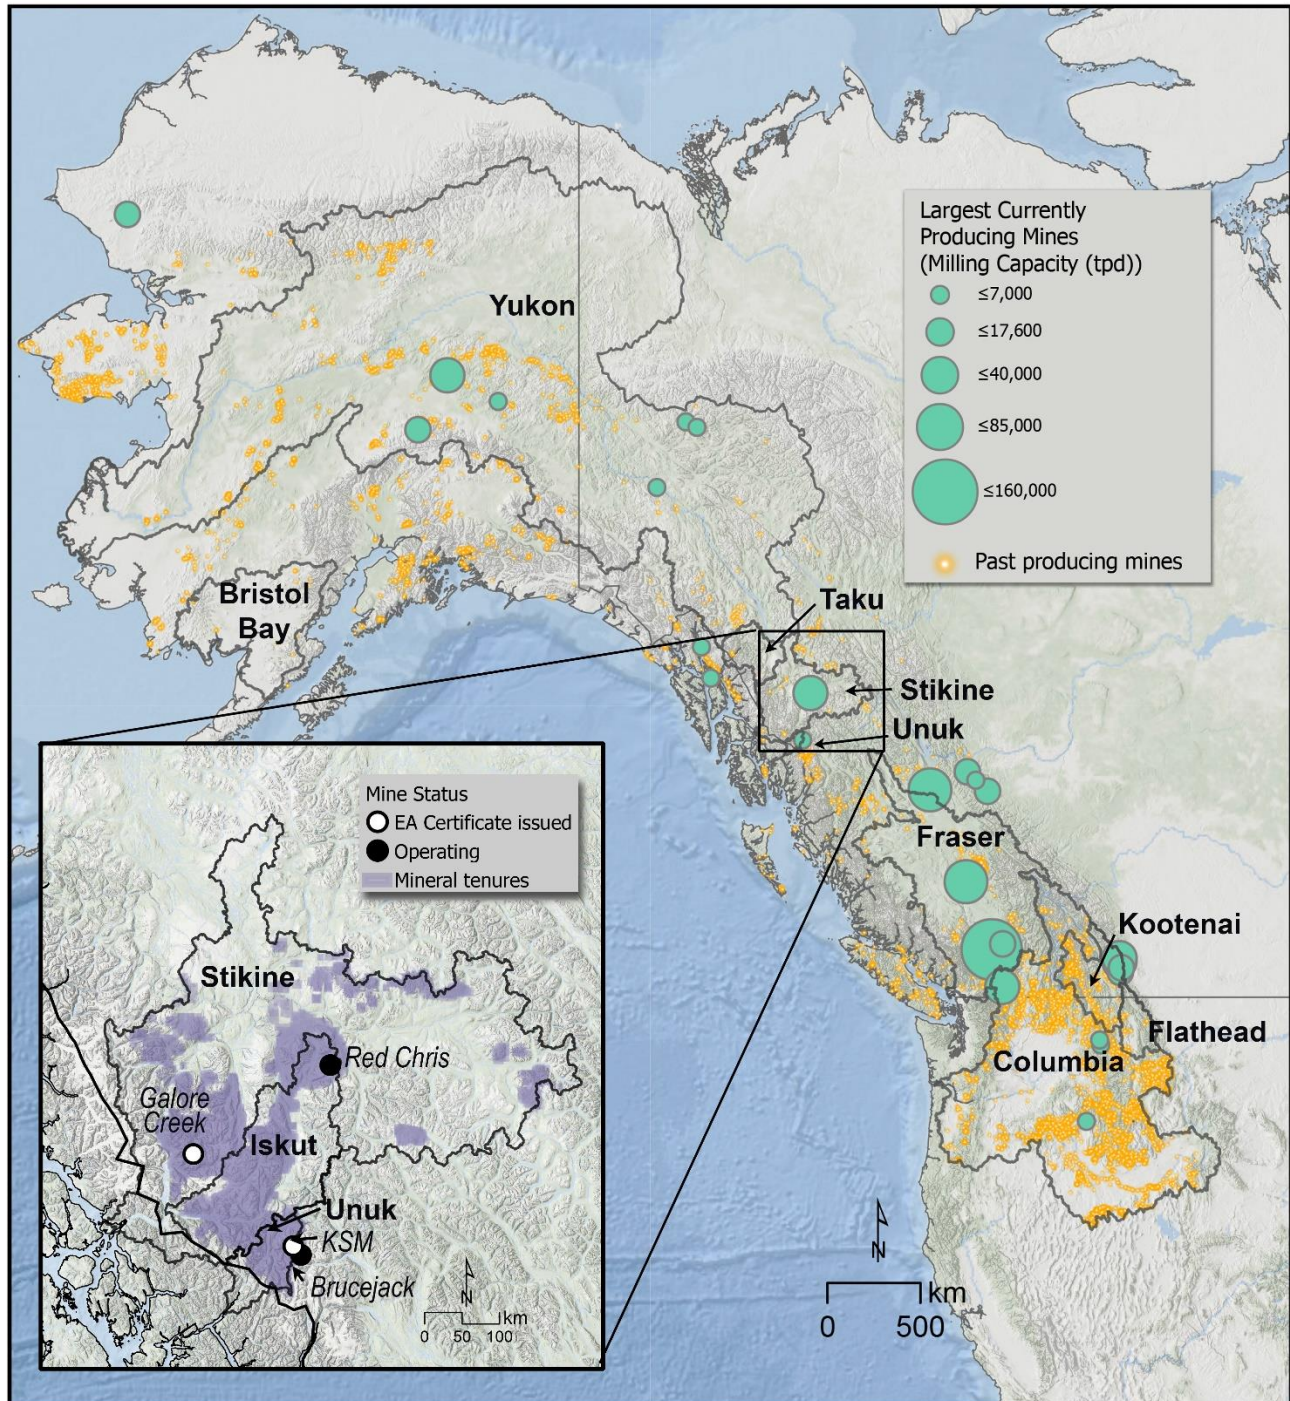 Largest Currently
Producing Mines
(Milling Capacity (tpd))
≤7,000
≤17,600
≤40,000
≤85,000
≤160,000
Past producing mines
Yukon
Bristol
Bay
Taku
Stikine
Unuk
Fraser
Kootenai
Flathead
Columbia
N
km
0 500
Mine Status
EA Certificate issued
Operating
Mineral tenures
Stikine
Red Chris
Galore
Creek
Iskut
Unuk
KSM
Brucejack
N
km
0 50 100